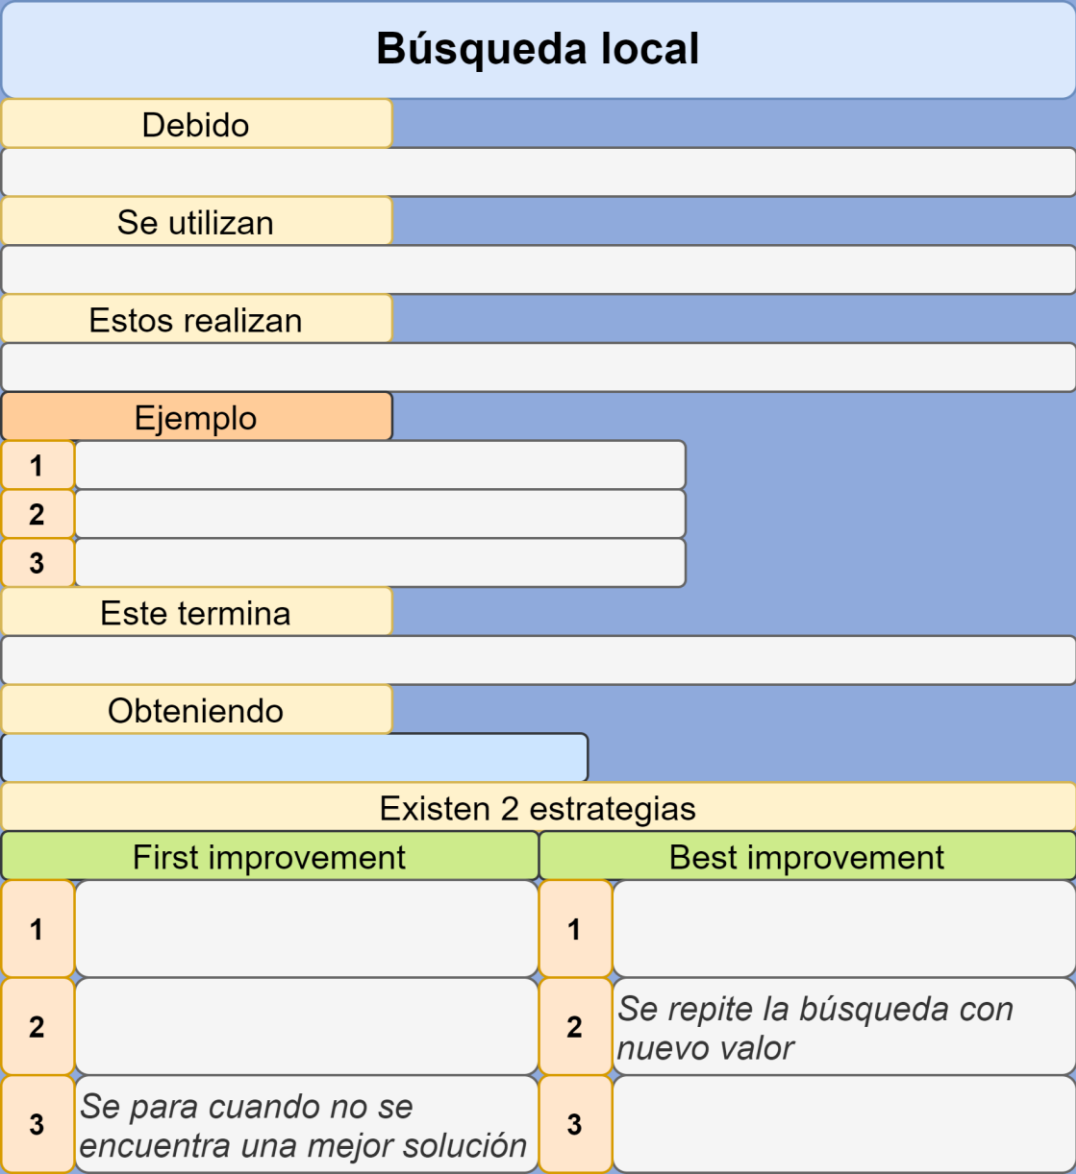 Búsqueda local
Debido
Se utilizan
Estos realizan
Ejemplo
1
2
3
Este termina
Obteniendo
Existen 2 estrategias
First improvement
Best improvement
1
1
2
2
Se repite la búsqueda con
nuevo valor
3
Se para cuando no se
encuentra una mejor solución
3